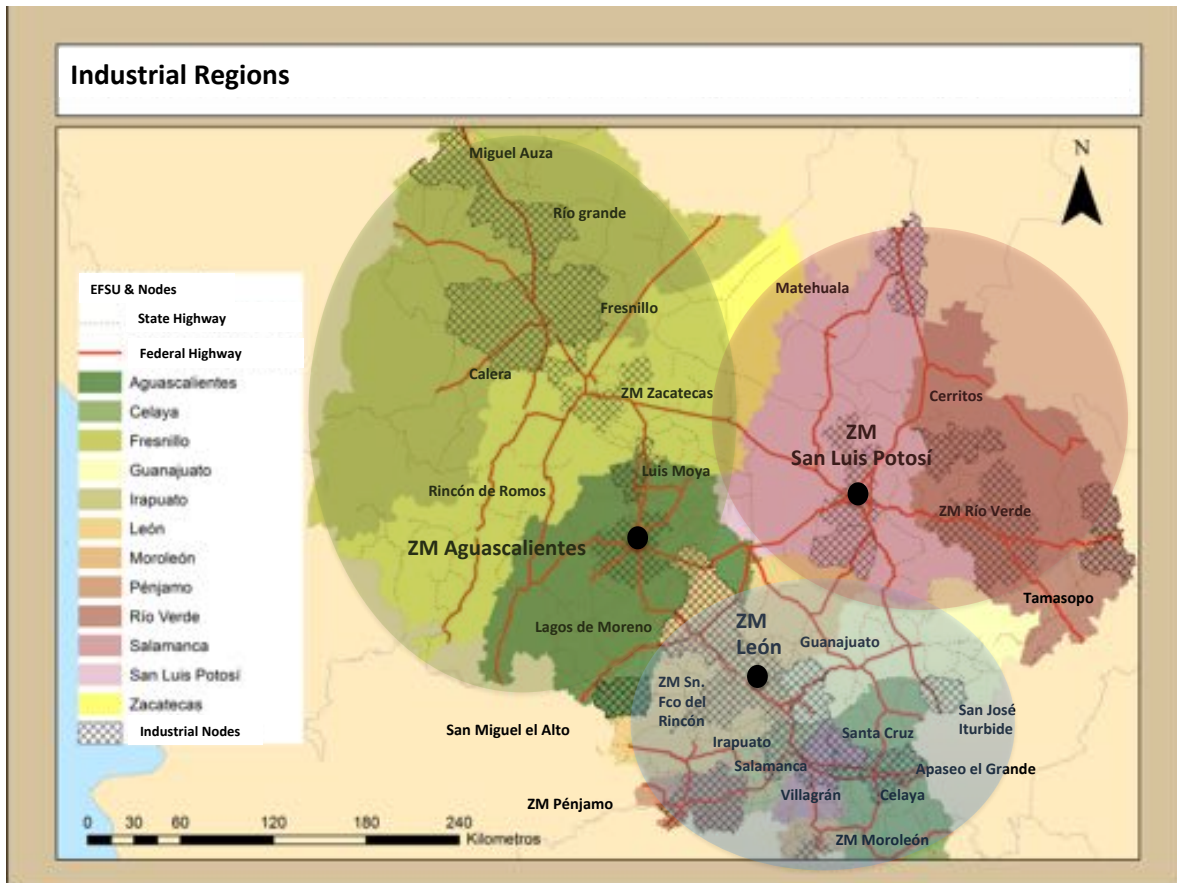 Industrial Regions
N
EFSU & Nodes
State Highway
Federal Highway
Aguascalientes
Celaya
Fresnillo
Guanajuato
Irapuato
León
Moroleón
Pénjamo
Río Verde
Salamanca
San Luis Potosí
Zacatecas
Industrial Nodes
Miguel Auza
Río grande
Matehuala
Fresnillo
Calera
ZM Zacatecas
Cerritos
ZM
San Luis Potosí
Luis Moya
Rincón de Romos
ZM Río Verde
ZM Aguascalientes
Tamasopo
Lagos de Moreno
ZM
León
Guanajuato
ZM Sn.
Fco del
Rincón
San José
Iturbide
San Miguel el Alto
Irapuato
Santa Cruz
Salamanca
Apaseo el Grande
Villagrán
Celaya
ZM Pénjamo
ZM Moroleón
0 30 60 120 180 240
Kilometros